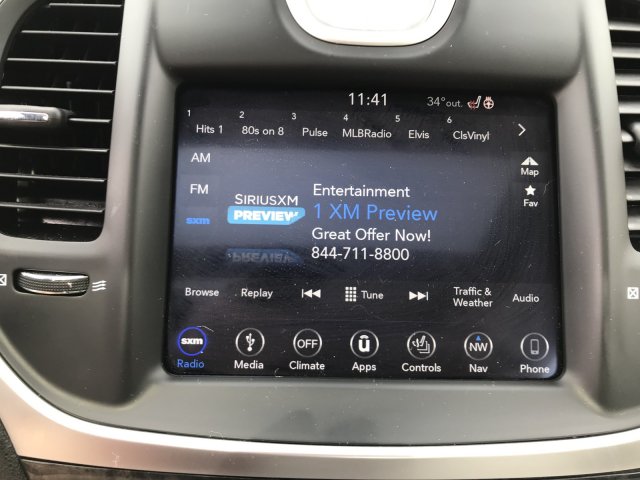 11:41 34° out.
1 2 3 4 5 6
Hits 1 80s on 8 Pulse MLBRadio Elvis ClsVinyl
AM
Map
FM
Fav
sxm
SIRIUSXM
PREVIEW
Entertainment
1 XM Preview
Great Offer Now!
844-711-8800
Browse Replay Tune Traffic & Weather Audio
sxm OFF NW
Radio Media Climate Apps Controls Nav Phone